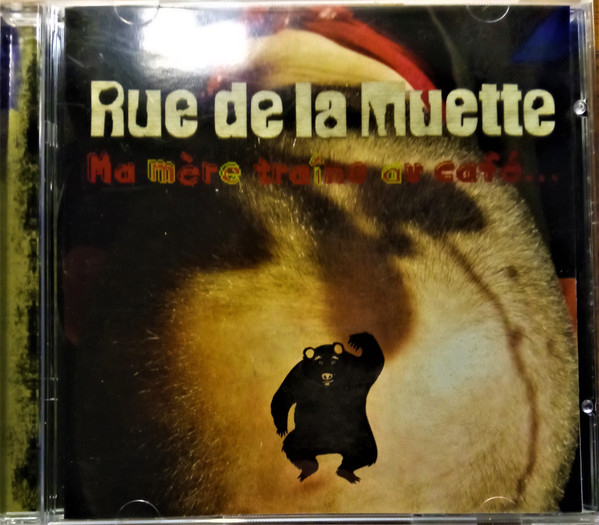 Rue de la Muette
Ma mère traîne au café...